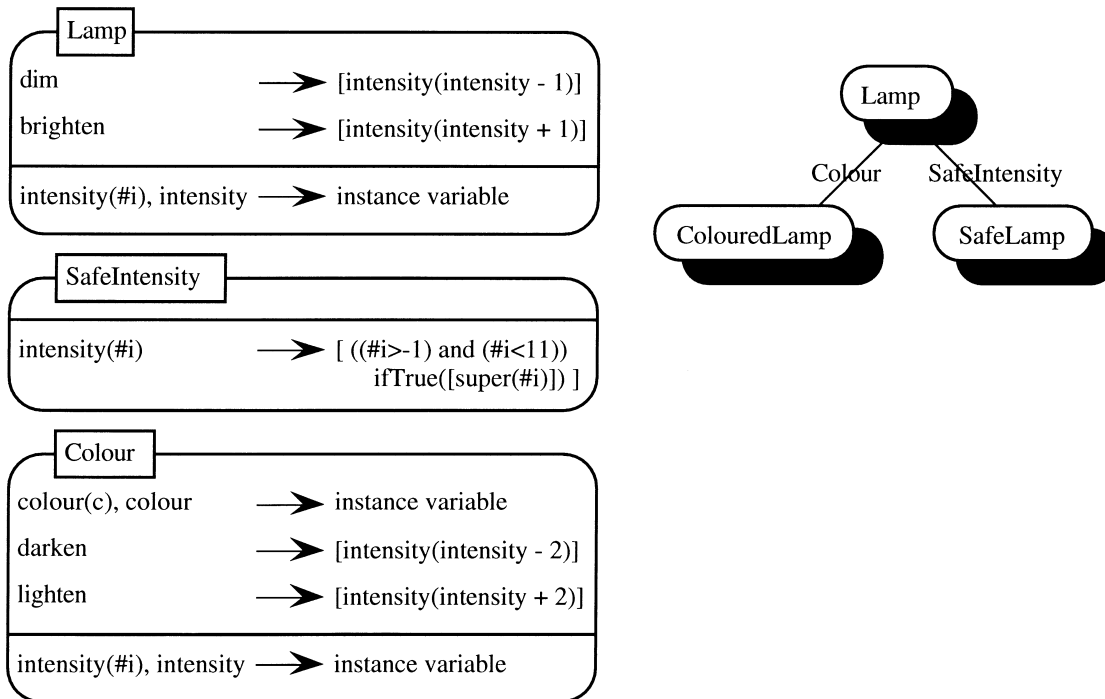 Lamp
dim [intensity(intensity - 1)]
brighten [intensity(intensity + 1)]
intensity(#i), intensity instance variable
SafeIntensity
intensity(#i) [ ((#i>-1) and (#i<11))
ifTrue([super(#i)]) ]
Colour
colour(c), colour instance variable
darken [intensity(intensity - 2)]
lighten [intensity(intensity + 2)]
intensity(#i), intensity instance variable
Lamp
Colour SafeIntensity
ColouredLamp SafeLamp